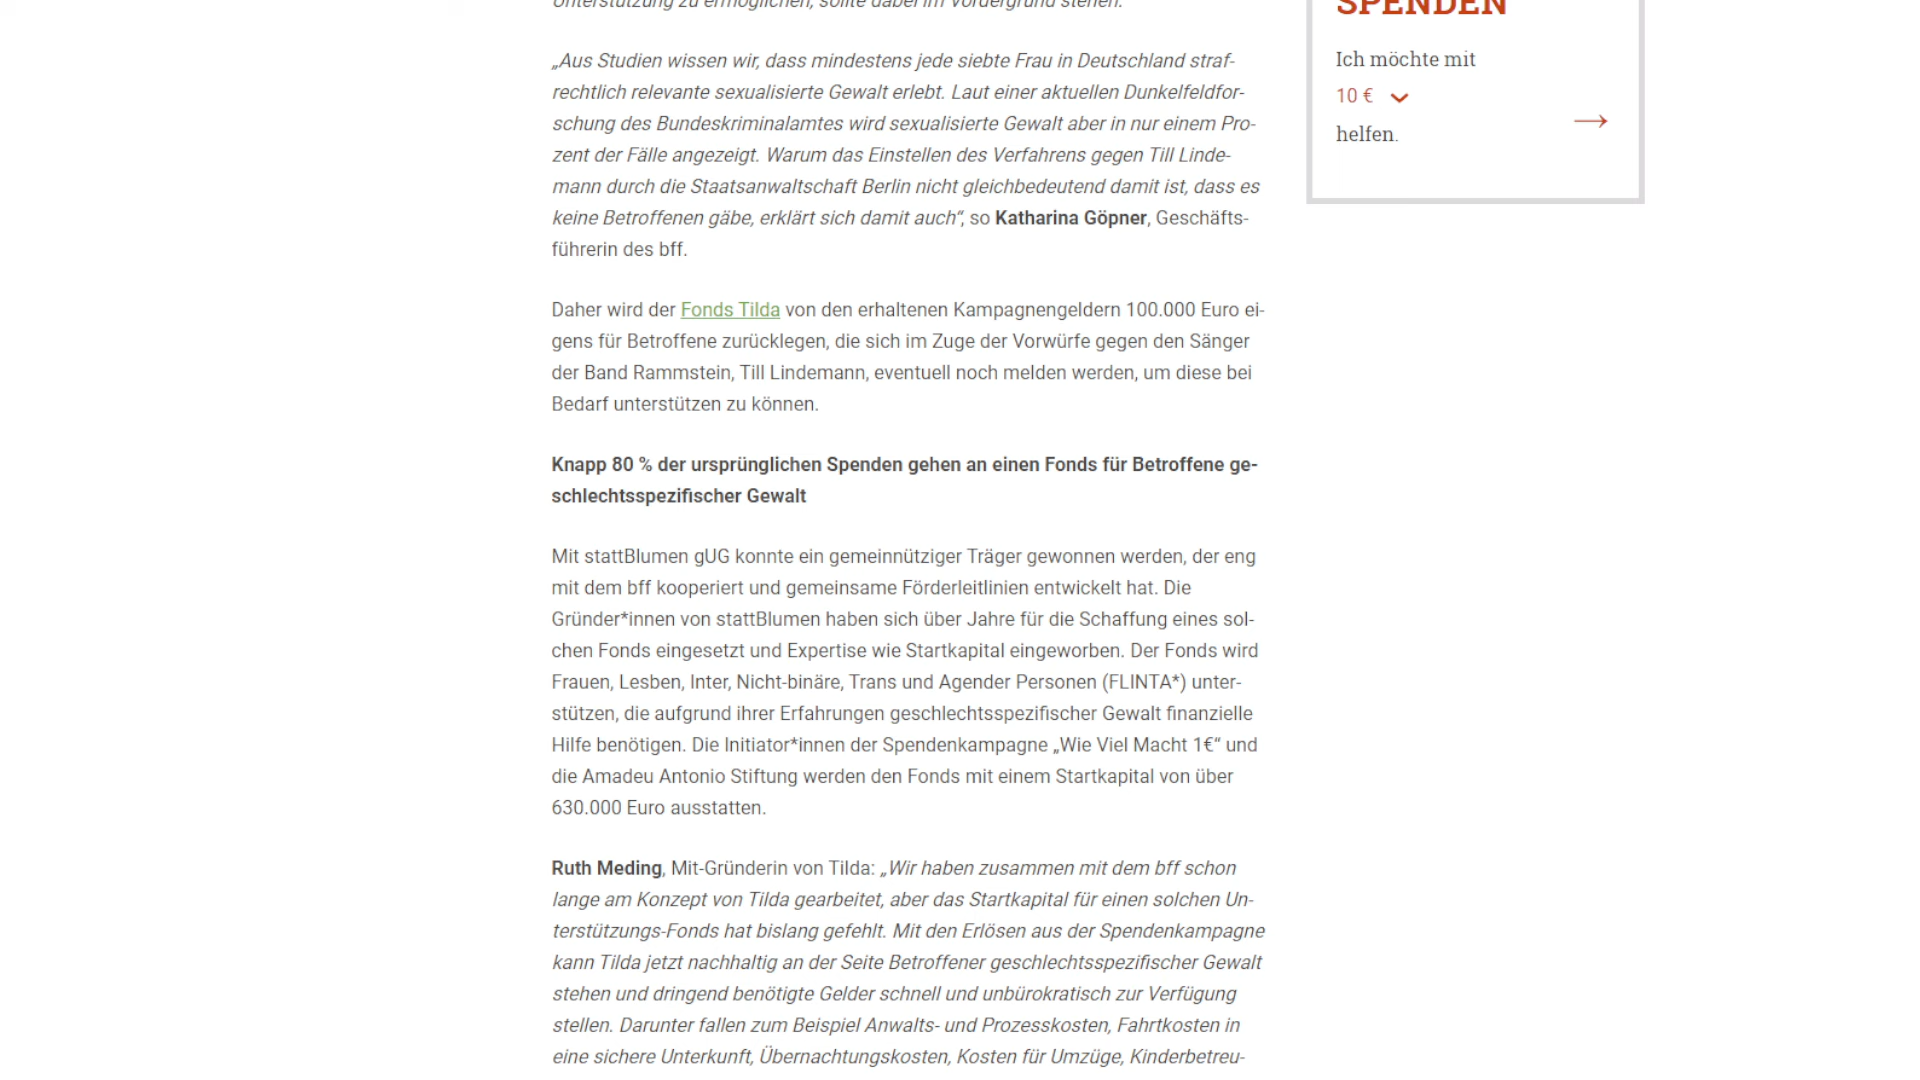 Unterstützung zu ermöglichen, sollte dabei im Vordergrund stehen.
„Aus Studien wissen wir, dass mindestens jede siebte Frau in Deutschland straf-
rechtlich relevante sexualisierte Gewalt erlebt. Laut einer aktuellen Dunkelfeldfor-
schung des Bundeskriminalamtes wird sexualisierte Gewalt aber in nur einem Pro-
zent der Fälle angezeigt. Warum das Einstellen des Verfahrens gegen Till Linde-
mann durch die Staatsanwaltschaft Berlin nicht gleichbedeutend damit ist, dass es
keine Betroffenen gäbe, erklärt sich damit auch“, so Katharina Göpner, Geschäfts-
führerin des bff.
Daher wird der Fonds Tilda von den erhaltenen Kampagnengeldern 100.000 Euro ei-
gens für Betroffene zurücklegen, die sich im Zuge der Vorwürfe gegen den Sänger
der Band Rammstein, Till Lindemann, eventuell noch melden werden, um diese bei
Bedarf unterstützen zu können.
Knapp 80 % der ursprünglichen Spenden gehen an einen Fonds für Betroffene ge-
schlechtsspezifischer Gewalt
Mit stattBlumen gUG konnte ein gemeinnütziger Träger gewonnen werden, der eng
mit dem bff kooperiert und gemeinsame Förderleitlinien entwickelt hat. Die
Gründer*innen von stattBlumen haben sich über Jahre für die Schaffung eines sol-
chen Fonds eingesetzt und Expertise wie Startkapital eingeworben. Der Fonds wird
Frauen, Lesben, Inter, Nicht-binäre, Trans und Agender Personen (FLINTA*) unter-
stützen, die aufgrund ihrer Erfahrungen geschlechtsspezifischer Gewalt finanzielle
Hilfe benötigen. Die Initiator*innen der Spendenkampagne „Wie Viel Macht 1€“ und
die Amadeu Antonio Stiftung werden den Fonds mit einem Startkapital von über
630.000 Euro ausstatten.
Ruth Meding, Mit-Gründerin von Tilda: „Wir haben zusammen mit dem bff schon
lange am Konzept von Tilda gearbeitet, aber das Startkapital für einen solchen Un-
terstützungs-Fonds hat bislang gefehlt. Mit den Erlösen aus der Spendenkampagne
kann Tilda jetzt nachhaltig an der Seite Betroffener geschlechtsspezifischer Gewalt
stehen und dringend benötigte Gelder schnell und unbürokratisch zur Verfügung
stellen. Darunter fallen zum Beispiel Anwalts- und Prozesskosten, Fahrtkosten in
eine sichere Unterkunft, Übernachtungskosten, Kosten für Umzüge, Kinderbetreu-
SPENDEN
Ich möchte mit
10 €
helfen.